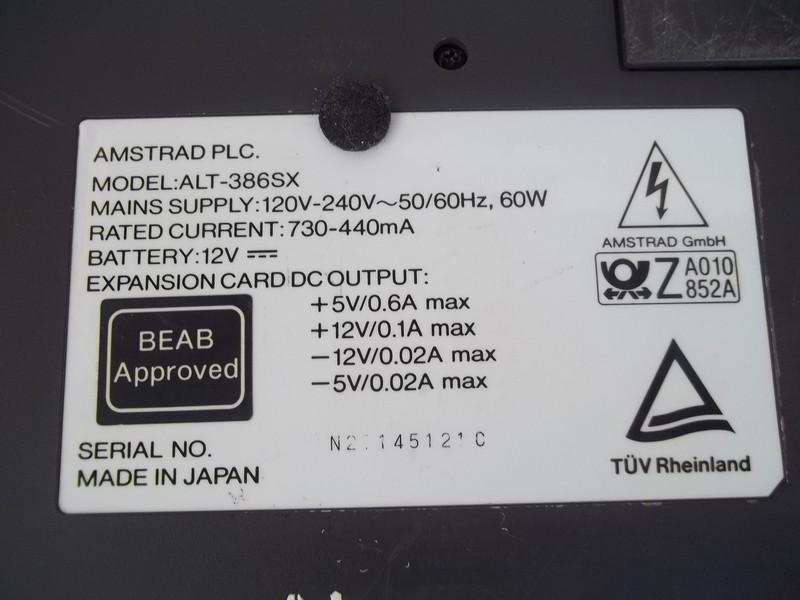 AMSTRAD PLC.
MODEL:ALT-386SX
MAINS SUPPLY:120V-240V~50/60Hz, 60W
RATED CURRENT:730-440mA
BATTERY:12V ⎓
EXPANSION CARD DC OUTPUT:
+5V/0.6A max
+12V/0.1A max
−12V/0.02A max
−5V/0.02A max
BEAB
Approved
SERIAL NO.
MADE IN JAPAN
AMSTRAD GmbH
Z A010
852A
TÜV Rheinland